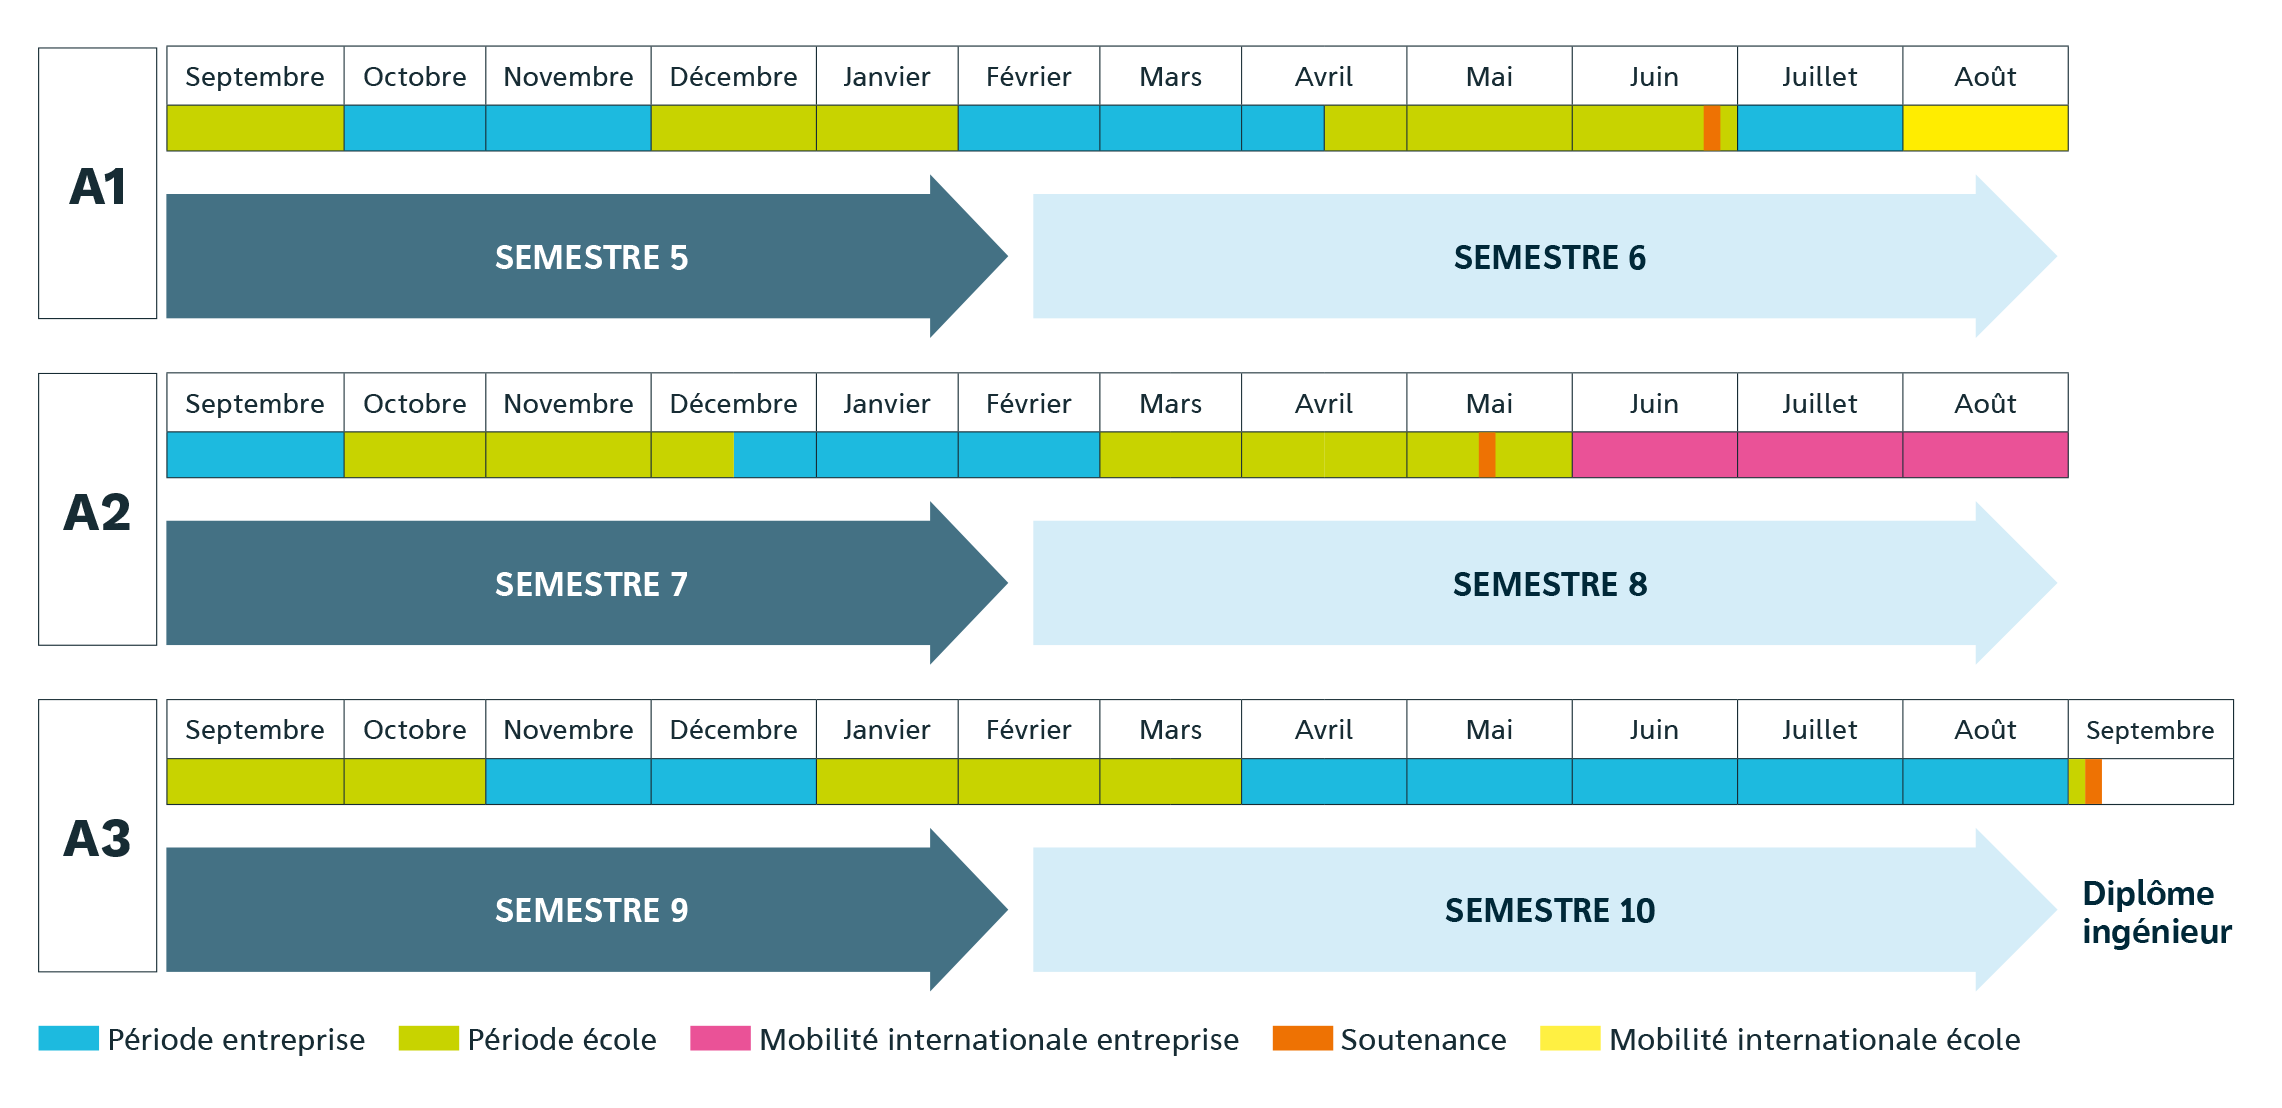 A1
Septembre Octobre Novembre Décembre Janvier Février Mars Avril Mai Juin Juillet Août
SEMESTRE 5 SEMESTRE 6
A2
Septembre Octobre Novembre Décembre Janvier Février Mars Avril Mai Juin Juillet Août
SEMESTRE 7 SEMESTRE 8
A3
Septembre Octobre Novembre Décembre Janvier Février Mars Avril Mai Juin Juillet Août Septembre
SEMESTRE 9 SEMESTRE 10
Diplôme
ingénieur
Période entreprise Période école Mobilité internationale entreprise Soutenance Mobilité internationale école